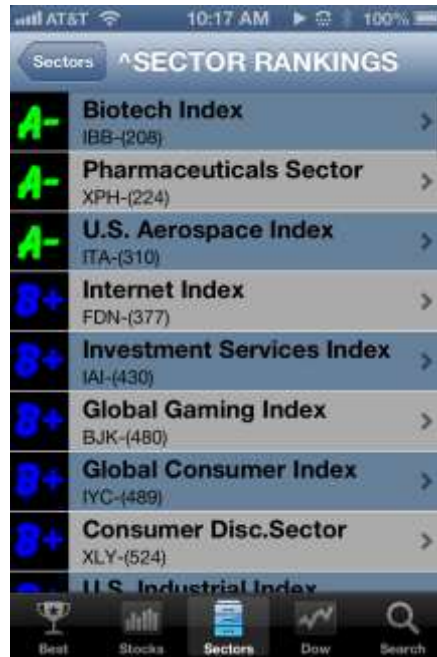 AT&T 10:17 AM 100%
Sectors ^SECTOR RANKINGS
A- Biotech Index
IBB-(208)
A- Pharmaceuticals Sector
XPH-(224)
A- U.S. Aerospace Index
ITA-(310)
B+ Internet Index
FDN-(377)
B+ Investment Services Index
IAI-(430)
B+ Global Gaming Index
BJK-(480)
B+ Global Consumer Index
IYC-(489)
B+ Consumer Disc.Sector
XLY-(524)
B+ U.S. Industrial Index
Best Stocks Sectors Dow Search